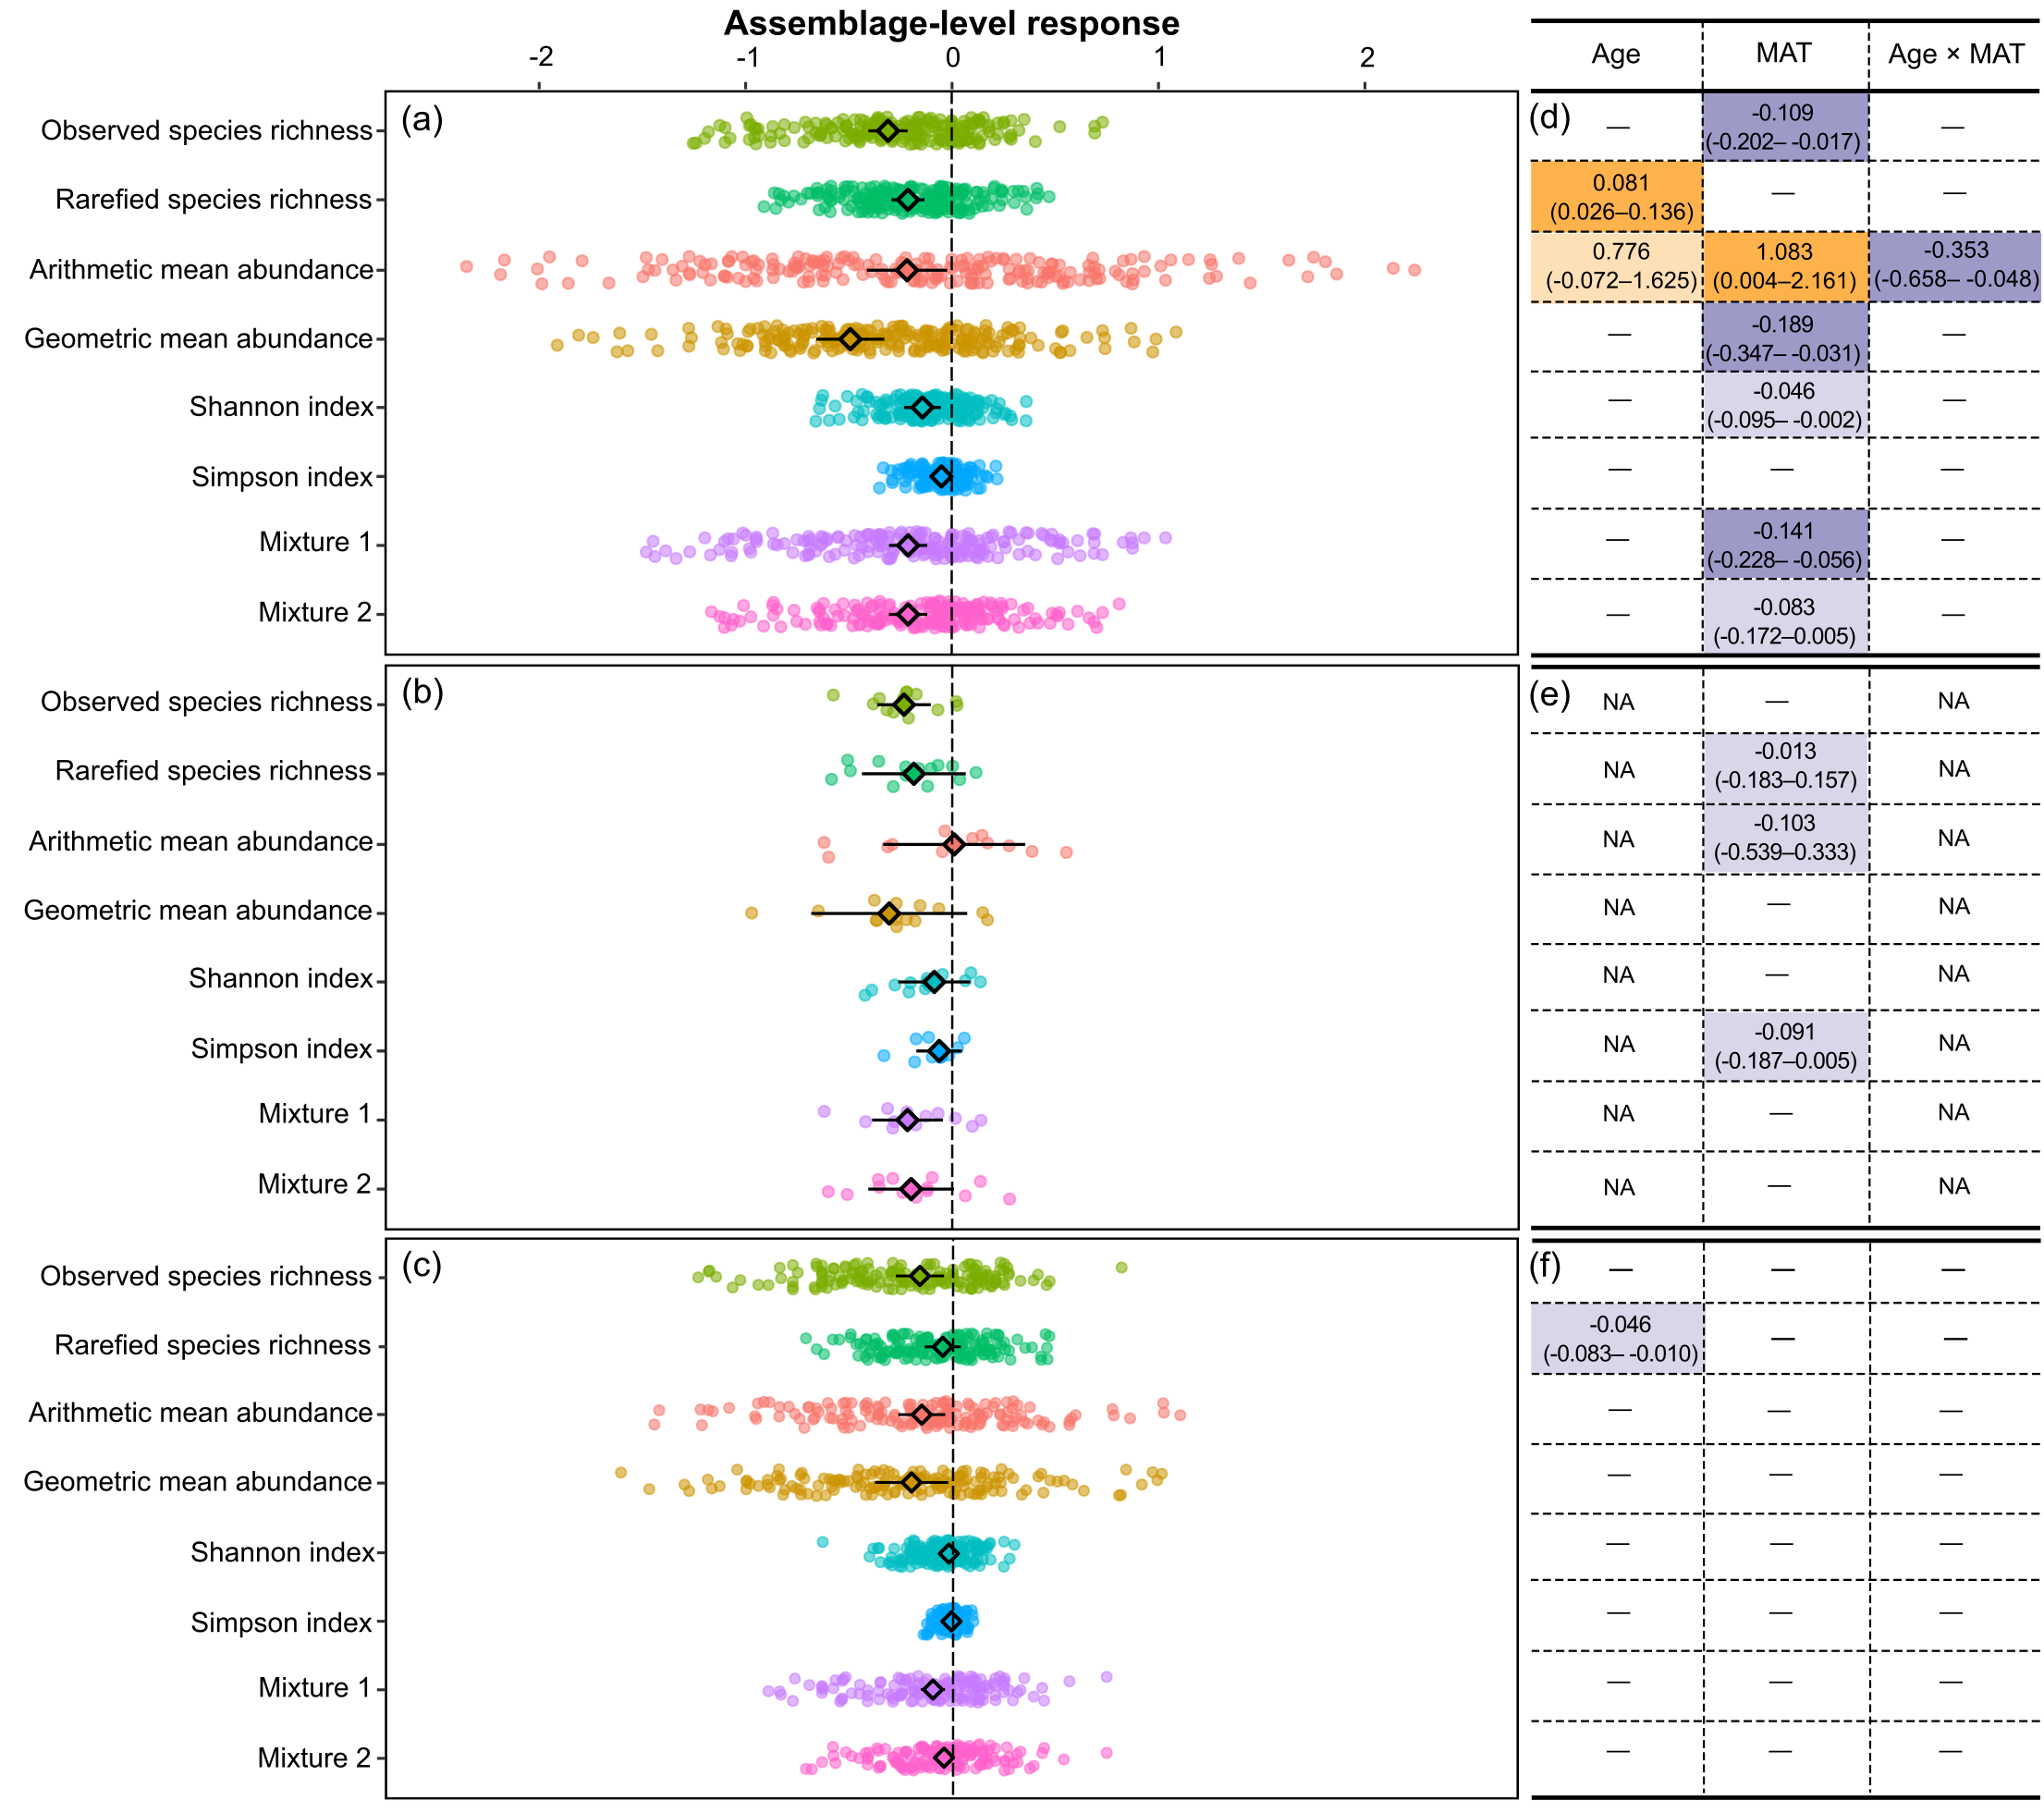 Assemblage-level response
-2 -1 0 1 2
Age MAT Age × MAT
(a)
Observed species richness
Rarefied species richness
Arithmetic mean abundance
Geometric mean abundance
Shannon index
Simpson index
Mixture 1
Mixture 2
(d)
— -0.109 —
(-0.202– -0.017)
0.081 — —
(0.026–0.136)
0.776 1.083 -0.353
(-0.072–1.625) (0.004–2.161) (-0.658– -0.048)
— -0.189 —
(-0.347– -0.031)
— -0.046 —
(-0.095– -0.002)
— — —
— -0.141 —
(-0.228– -0.056)
— -0.083 —
(-0.172–0.005)
(b)
Observed species richness
Rarefied species richness
Arithmetic mean abundance
Geometric mean abundance
Shannon index
Simpson index
Mixture 1
Mixture 2
(e)
NA — NA
NA -0.013 NA
(-0.183–0.157)
NA -0.103 NA
(-0.539–0.333)
NA — NA
NA — NA
NA -0.091 NA
(-0.187–0.005)
NA — NA
NA — NA
(c)
Observed species richness
Rarefied species richness
Arithmetic mean abundance
Geometric mean abundance
Shannon index
Simpson index
Mixture 1
Mixture 2
(f)
— — —
-0.046 — —
(-0.083– -0.010)
— — —
— — —
— — —
— — —
— — —
— — —